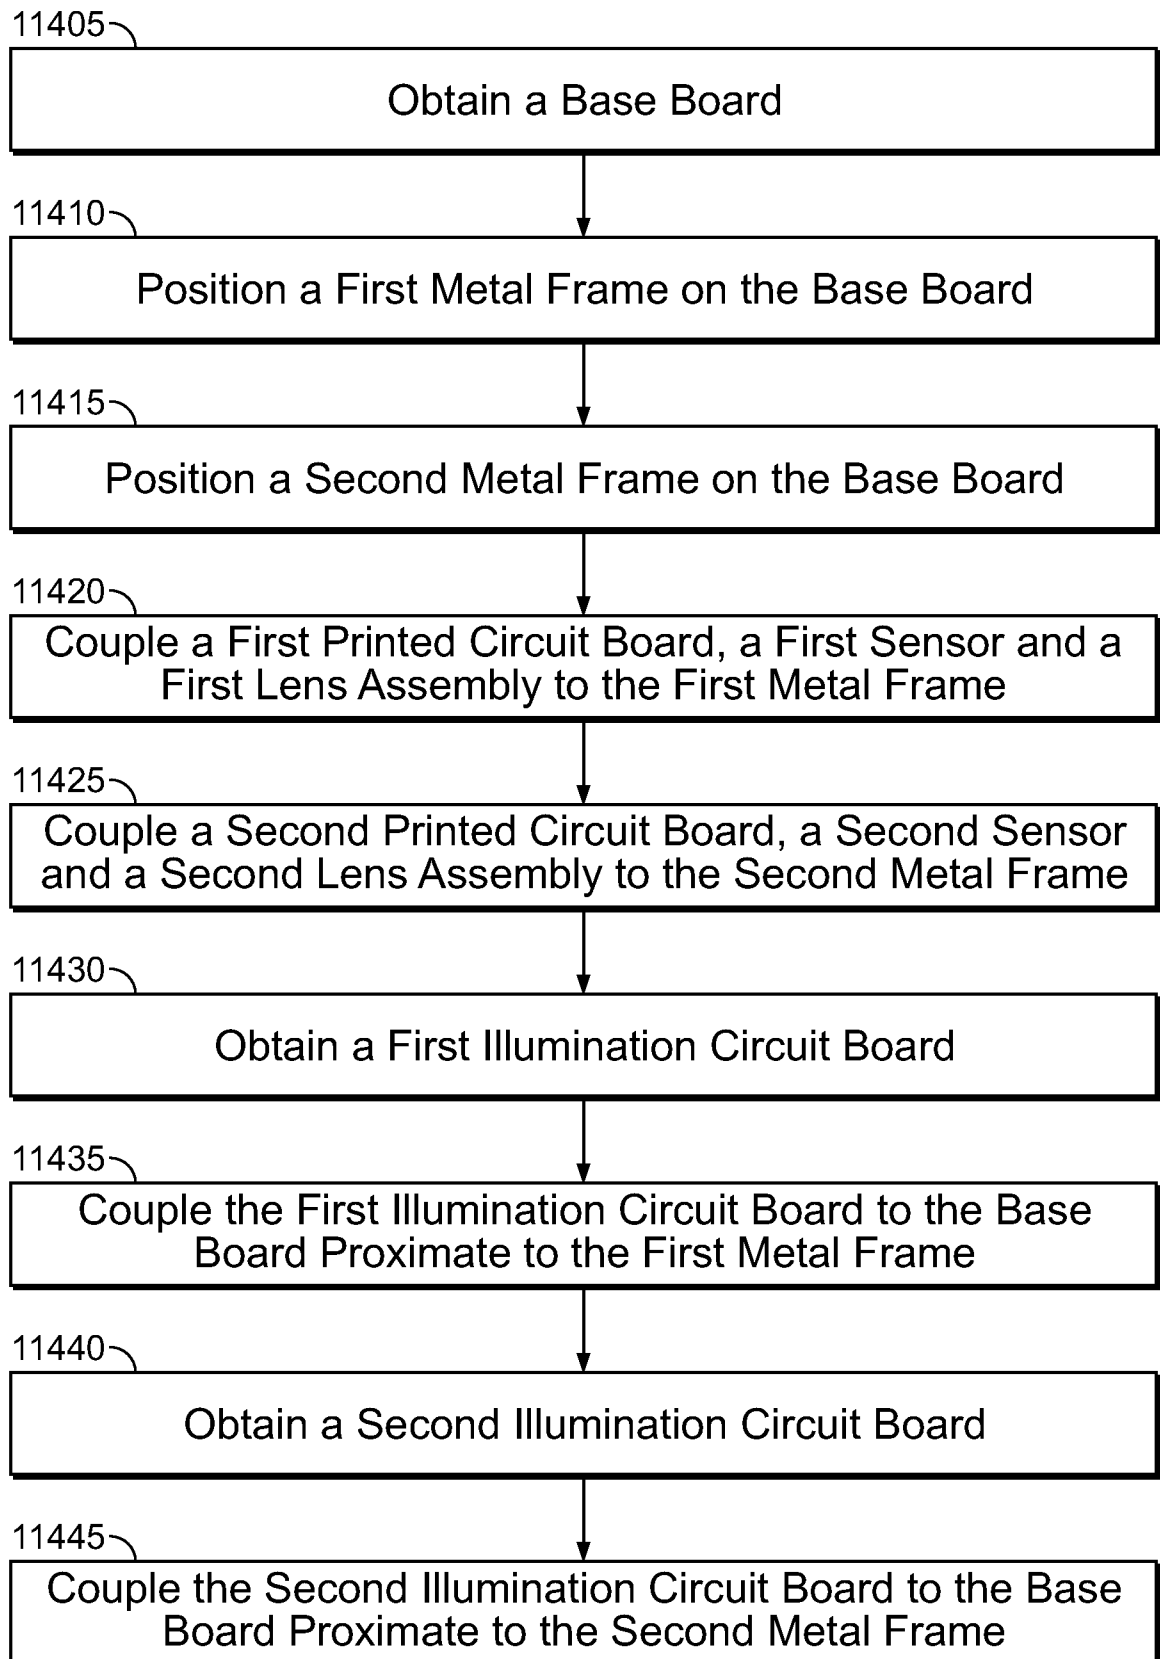 11405
Obtain a Base Board
11410
Position a First Metal Frame on the Base Board
11415
Position a Second Metal Frame on the Base Board
11420
Couple a First Printed Circuit Board, a First Sensor and a
First Lens Assembly to the First Metal Frame
11425
Couple a Second Printed Circuit Board, a Second Sensor
and a Second Lens Assembly to the Second Metal Frame
11430
Obtain a First Illumination Circuit Board
11435
Couple the First Illumination Circuit Board to the Base
Board Proximate to the First Metal Frame
11440
Obtain a Second Illumination Circuit Board
11445
Couple the Second Illumination Circuit Board to the Base
Board Proximate to the Second Metal Frame